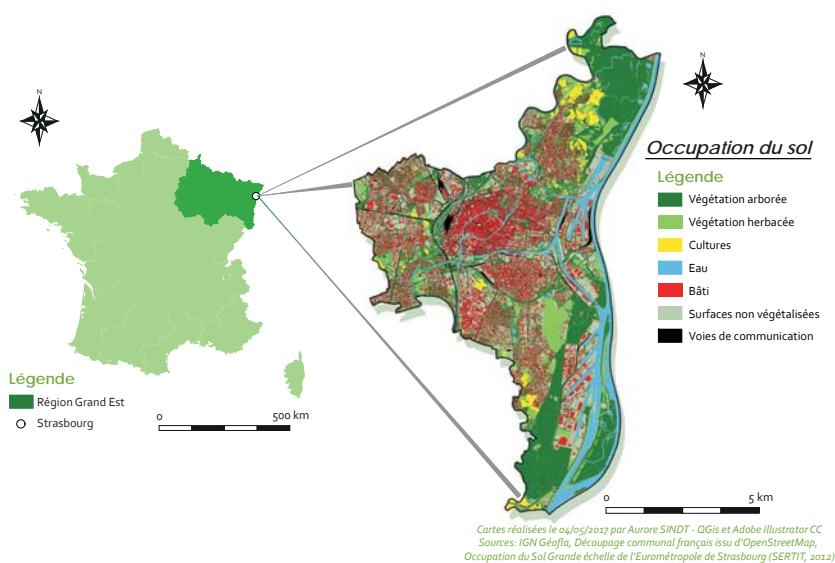 N
N
Occupation du sol
Légende
Végétation arborée
Végétation herbacée
Cultures
Eau
Bâti
Surfaces non végétalisées
Voies de communication
Légende
Région Grand Est
Strasbourg
0 500 km
0 5 km
Cartes réalisées le 04/05/2017 par Aurore SINDT - QGis et Adobe Illustrator CC
Sources: IGN Géofla, Découpage communal français issu d'OpenStreetMap,
Occupation du Sol Grande échelle de l'Eurométropole de Strasbourg (SERTIT, 2012)